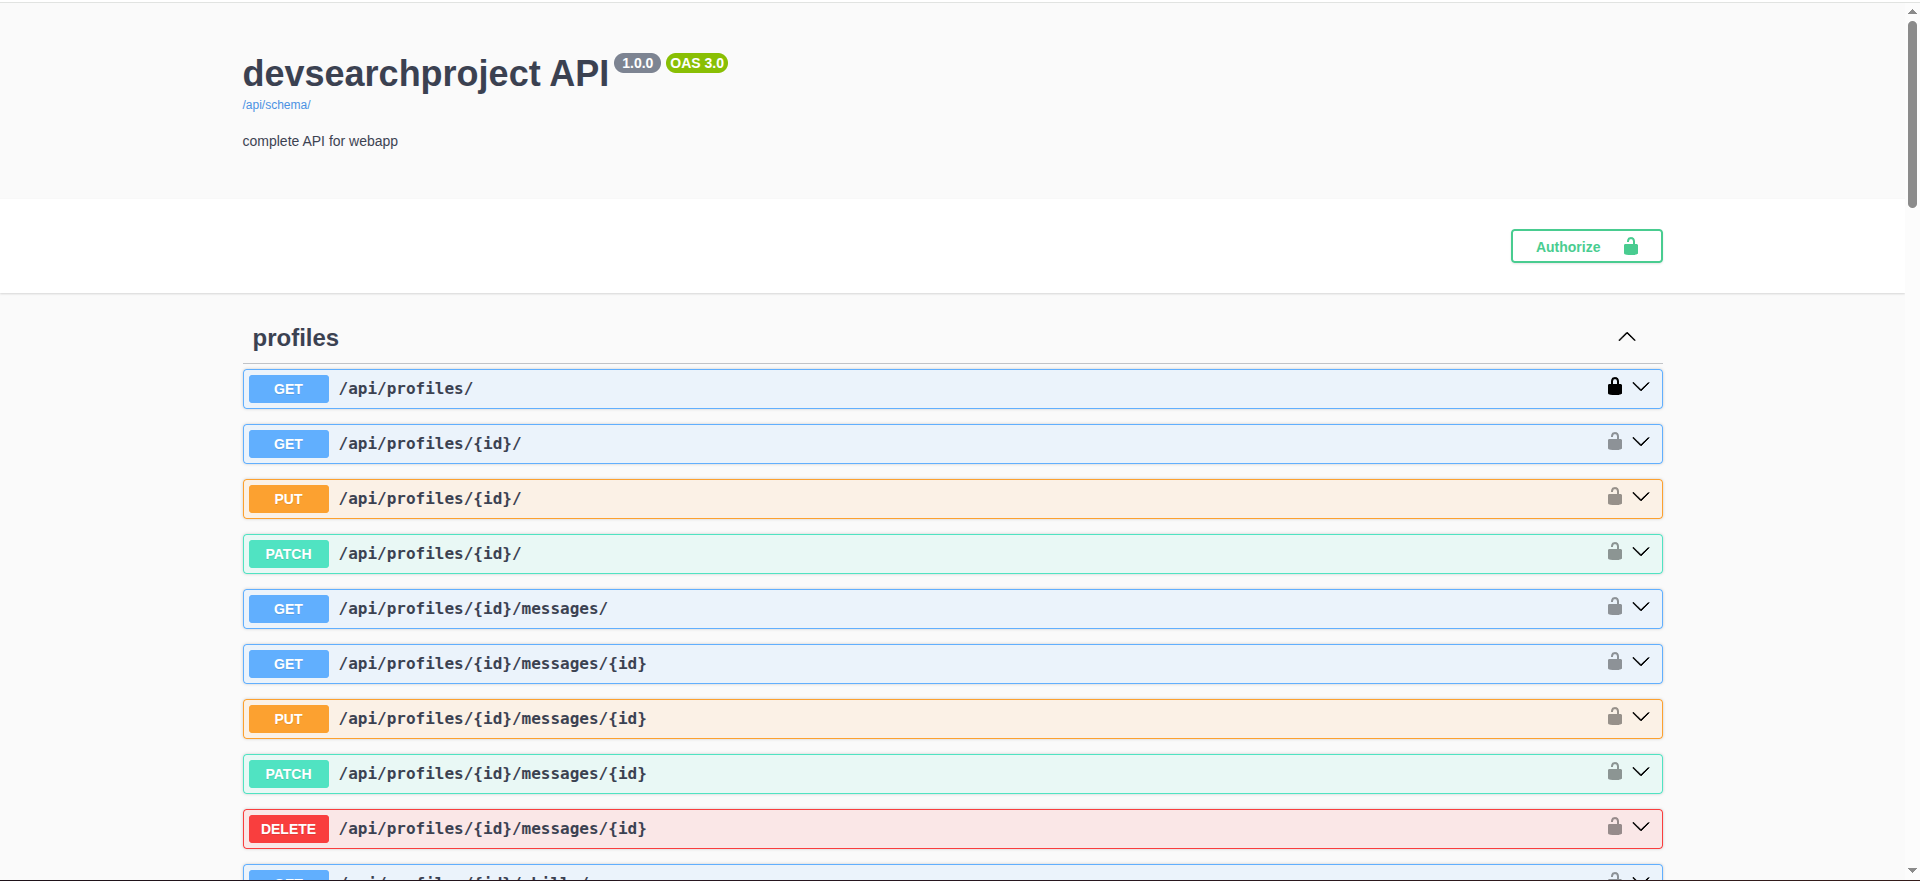 devsearchproject API 1.0.0 OAS 3.0
/api/schema/
complete API for webapp
Authorize
profiles
GET /api/profiles/
GET /api/profiles/{id}/
PUT /api/profiles/{id}/
PATCH /api/profiles/{id}/
GET /api/profiles/{id}/messages/
GET /api/profiles/{id}/messages/{id}
PUT /api/profiles/{id}/messages/{id}
PATCH /api/profiles/{id}/messages/{id}
DELETE /api/profiles/{id}/messages/{id}